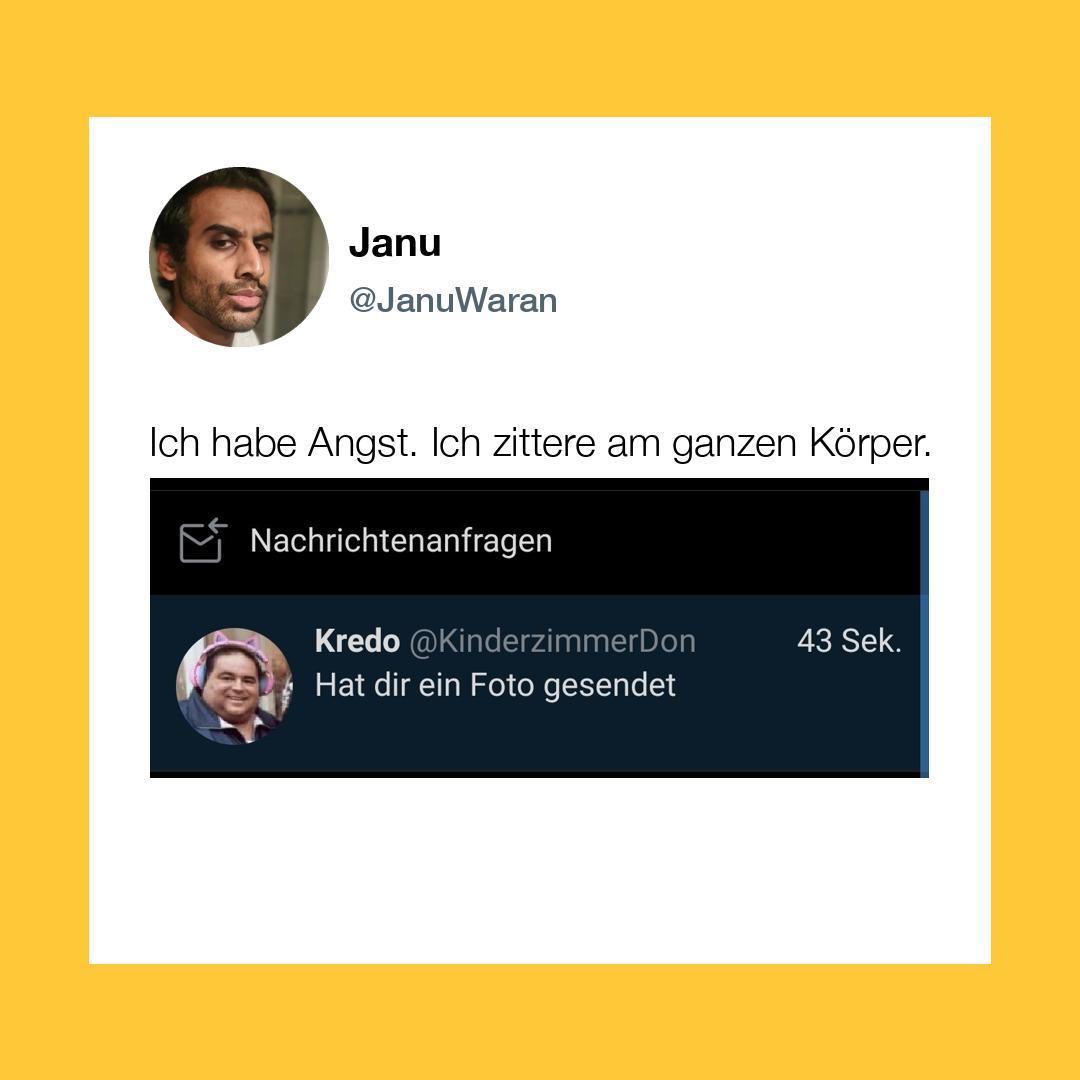 Janu
@JanuWaran
Ich habe Angst. Ich zittere am ganzen Körper.
Nachrichtenanfragen
Kredo @KinderzimmerDon 43 Sek.
Hat dir ein Foto gesendet